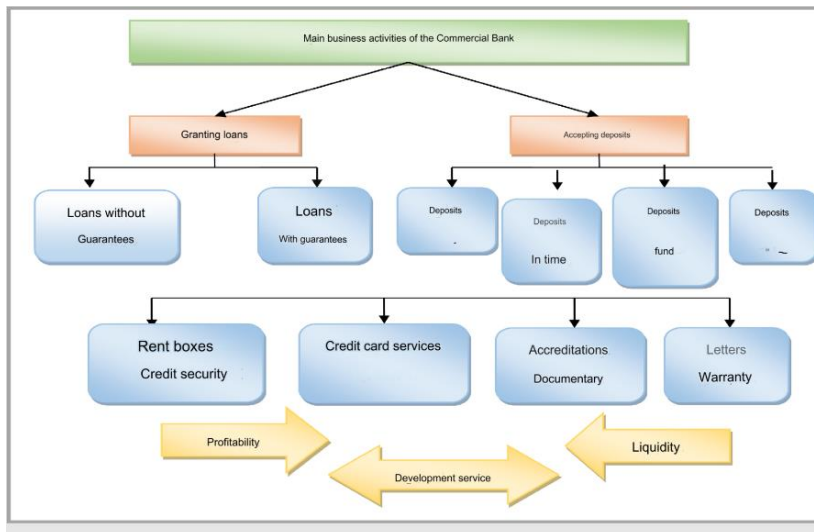 Main business activities of the Commercial Bank
Granting loans
Accepting deposits
Loans without
Guarantees
Loans
With guarantees
Deposits
Deposits
In time
Deposits
fund
Deposits
Rent boxes
Credit security
Credit card services
Accreditations
Documentary
Letters
Warranty
Profitability
Development service
Liquidity